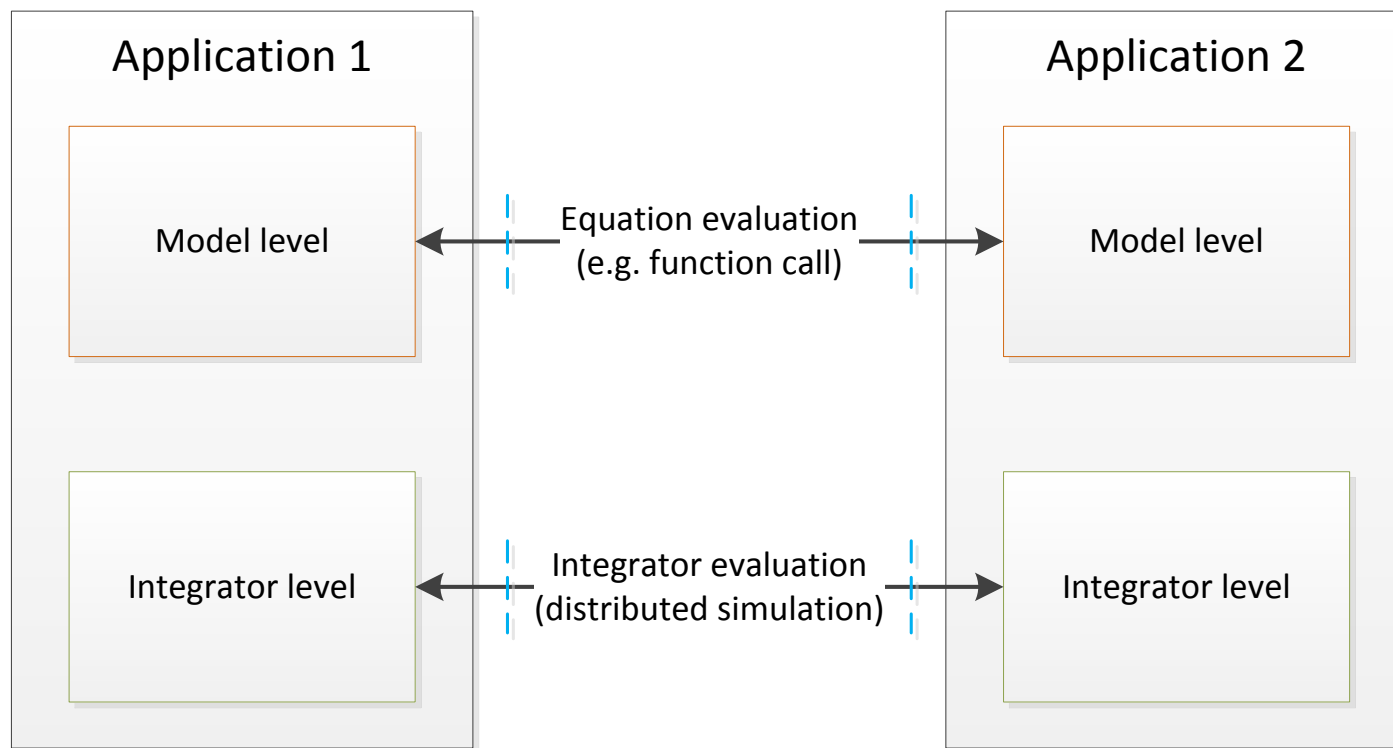 Application 1
Application 2
Model level
Equation evaluation
(e.g. function call)
Model level
Integrator level
Integrator evaluation
(distributed simulation)
Integrator level